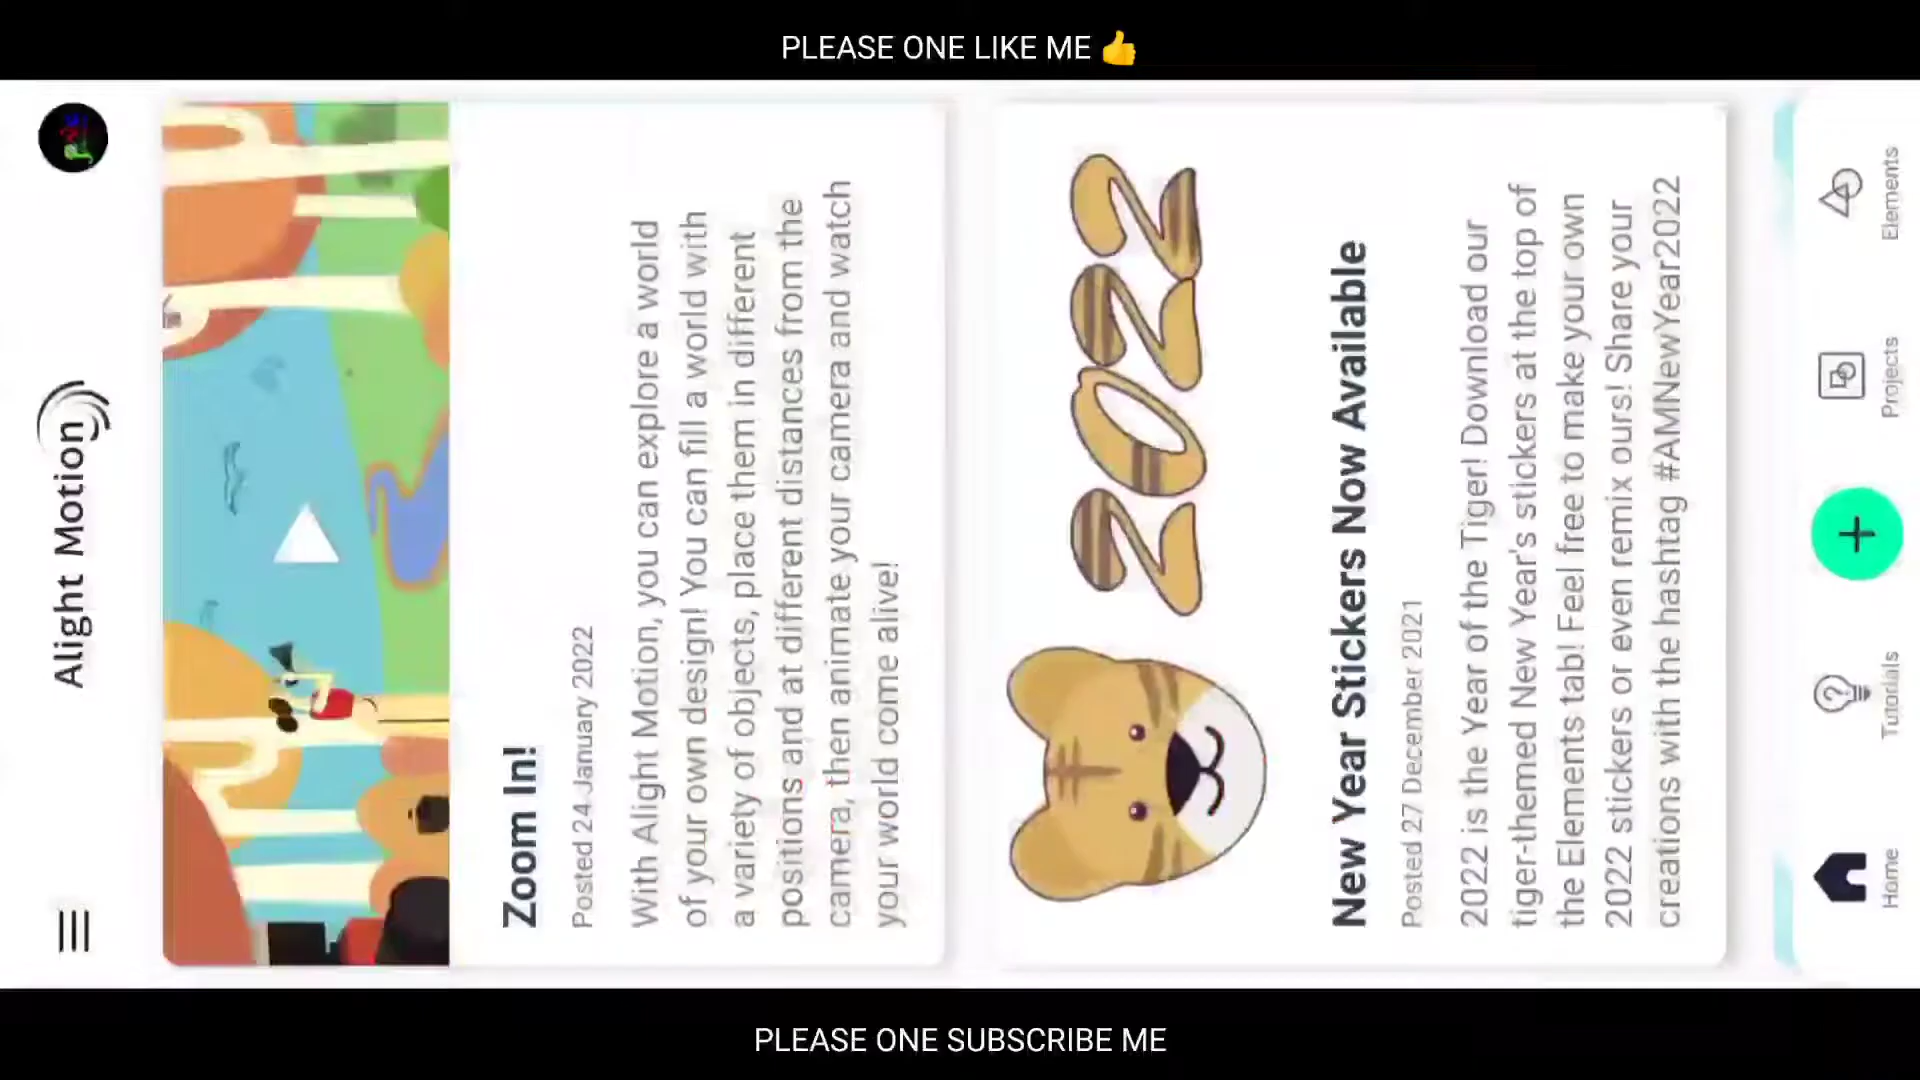 PLEASE ONE LIKE ME 👍
Alight Motion
Zoom In!
Posted 24 January 2022
With Alight Motion, you can explore a world
of your own design! You can fill a world with
a variety of objects, place them in different
positions and at different distances from the
camera, then animate your camera and watch
your world come alive!
2022
New Year Stickers Now Available
Posted 27 December 2021
2022 is the Year of the Tiger! Download our
tiger-themed New Year's stickers at the top of
the Elements tab! Feel free to make your own
2022 stickers or even remix ours! Share your
creations with the hashtag #AMNewYear2022
Home
Tutorials
Projects
Elements
PLEASE ONE SUBSCRIBE ME